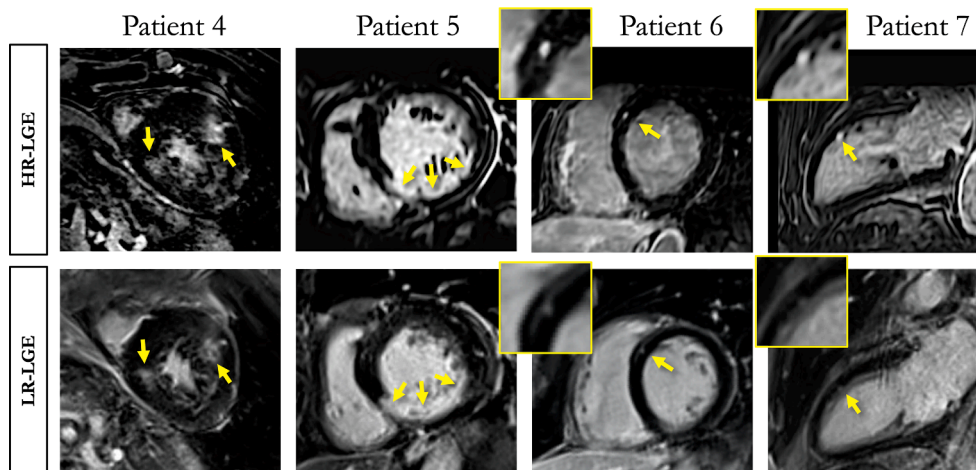 Patient 4
Patient 5
Patient 6
Patient 7
HR-LGE
LR-LGE